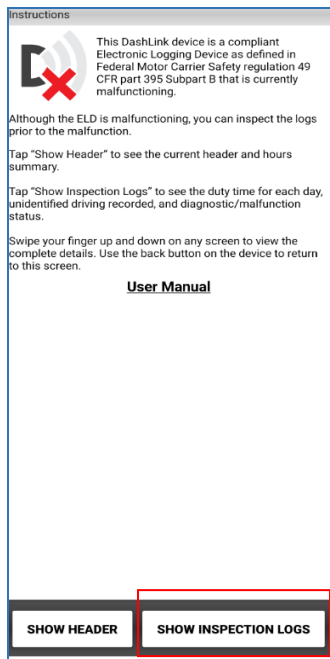 Instructions
This DashLink device is a compliant
Electronic Logging Device as defined in
Federal Motor Carrier Safety regulation 49
CFR part 395 Subpart B that is currently
malfunctioning.
Although the ELD is malfunctioning, you can inspect the logs
prior to the malfunction.
Tap “Show Header” to see the current header and hours
summary.
Tap “Show Inspection Logs” to see the duty time for each day,
unidentified driving recorded, and diagnostic/malfunction
status.
Swipe your finger up and down on any screen to view the
complete details. Use the back button on the device to return
to this screen.
User Manual
SHOW HEADER
SHOW INSPECTION LOGS